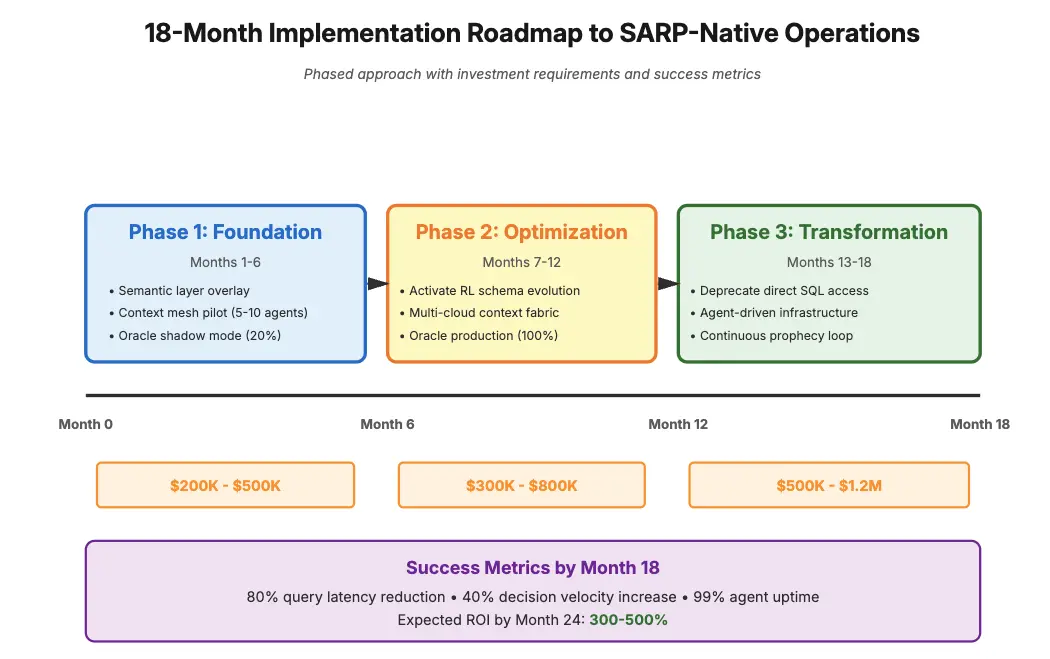 18-Month Implementation Roadmap to SARP-Native Operations
Phased approach with investment requirements and success metrics
Phase 1: Foundation
Months 1-6
• Semantic layer overlay
• Context mesh pilot (5-10 agents)
• Oracle shadow mode (20%)
Phase 2: Optimization
Months 7-12
• Activate RL schema evolution
• Multi-cloud context fabric
• Oracle production (100%)
Phase 3: Transformation
Months 13-18
• Deprecate direct SQL access
• Agent-driven infrastructure
• Continuous prophecy loop
Month 0
Month 6
Month 12
Month 18
$200K - $500K
$300K - $800K
$500K - $1.2M
Success Metrics by Month 18
80% query latency reduction • 40% decision velocity increase • 99% agent uptime
Expected ROI by Month 24: 300-500%